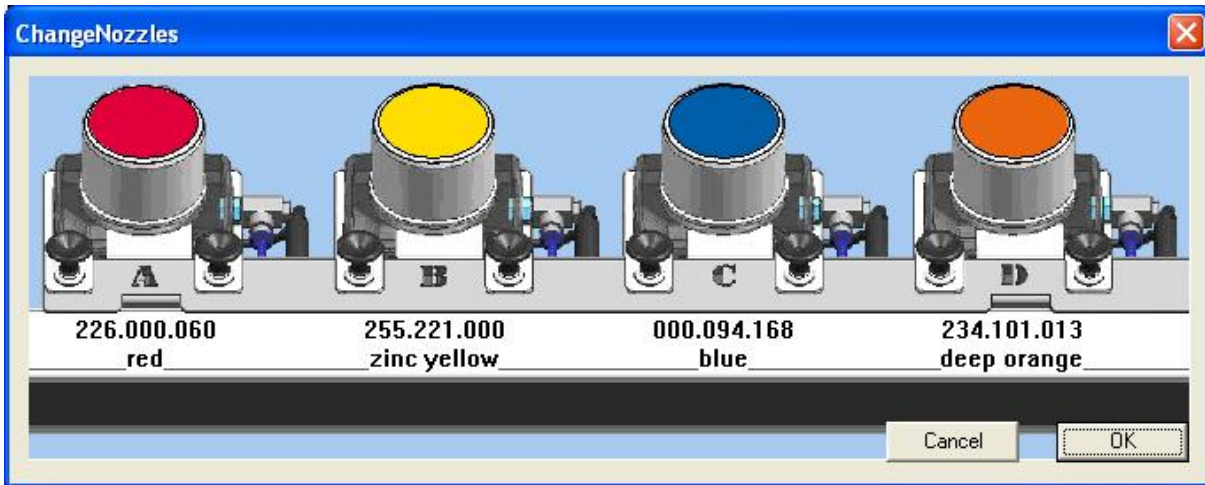 ChangeNozzles
A B C D
226.000.060 255.221.000 000.094.168 234.101.013
red zinc yellow blue deep orange
Cancel OK